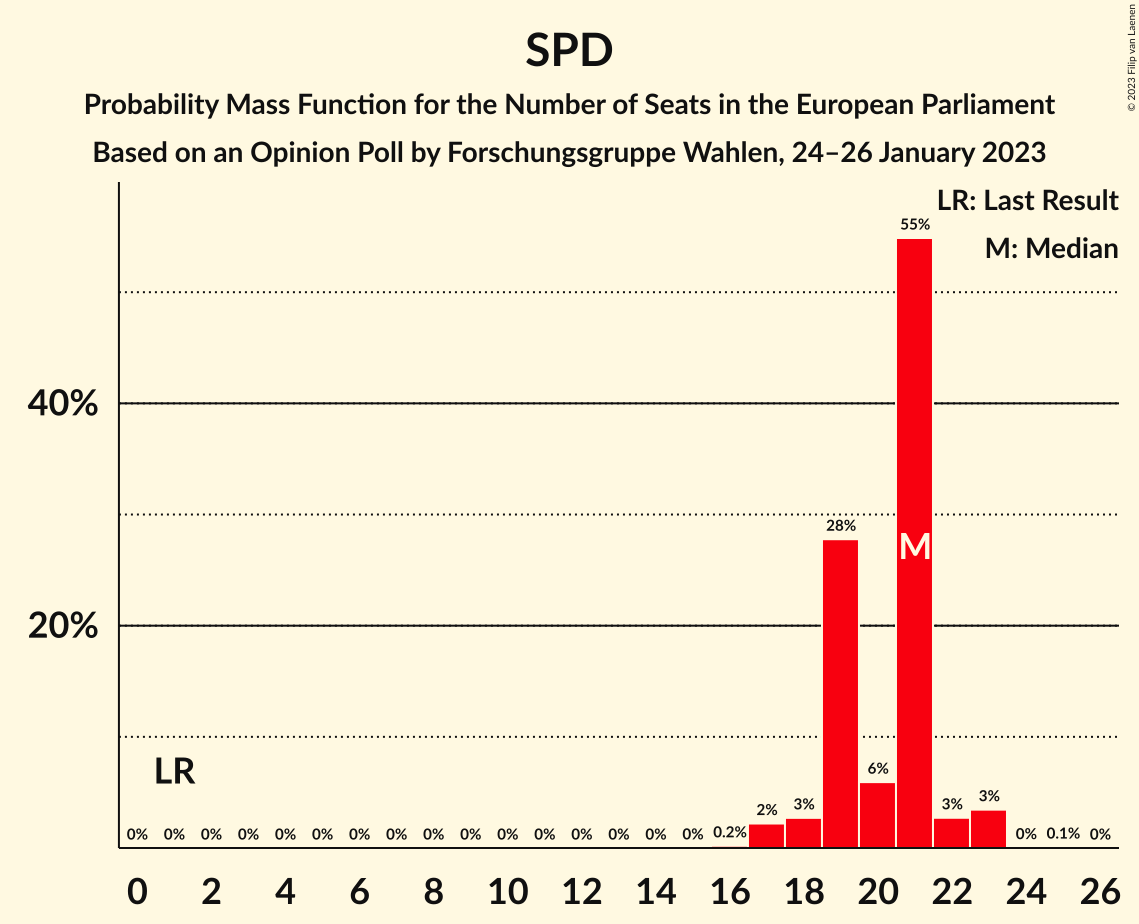 SPD
Probability Mass Function for the Number of Seats in the European Parliament
Based on an Opinion Poll by Forschungsgruppe Wahlen, 24–26 January 2023
© 2023 Filip van Laenen
LR: Last Result
M: Median
55%
40%
28%
M
20%
LR
6%
0% 0% 0% 0% 0% 0% 0% 0% 0% 0% 0% 0% 0% 0% 0% 0% 0.2% 2% 3% 3% 3% 0% 0.1% 0%
0 2 4 6 8 10 12 14 16 18 20 22 24 26